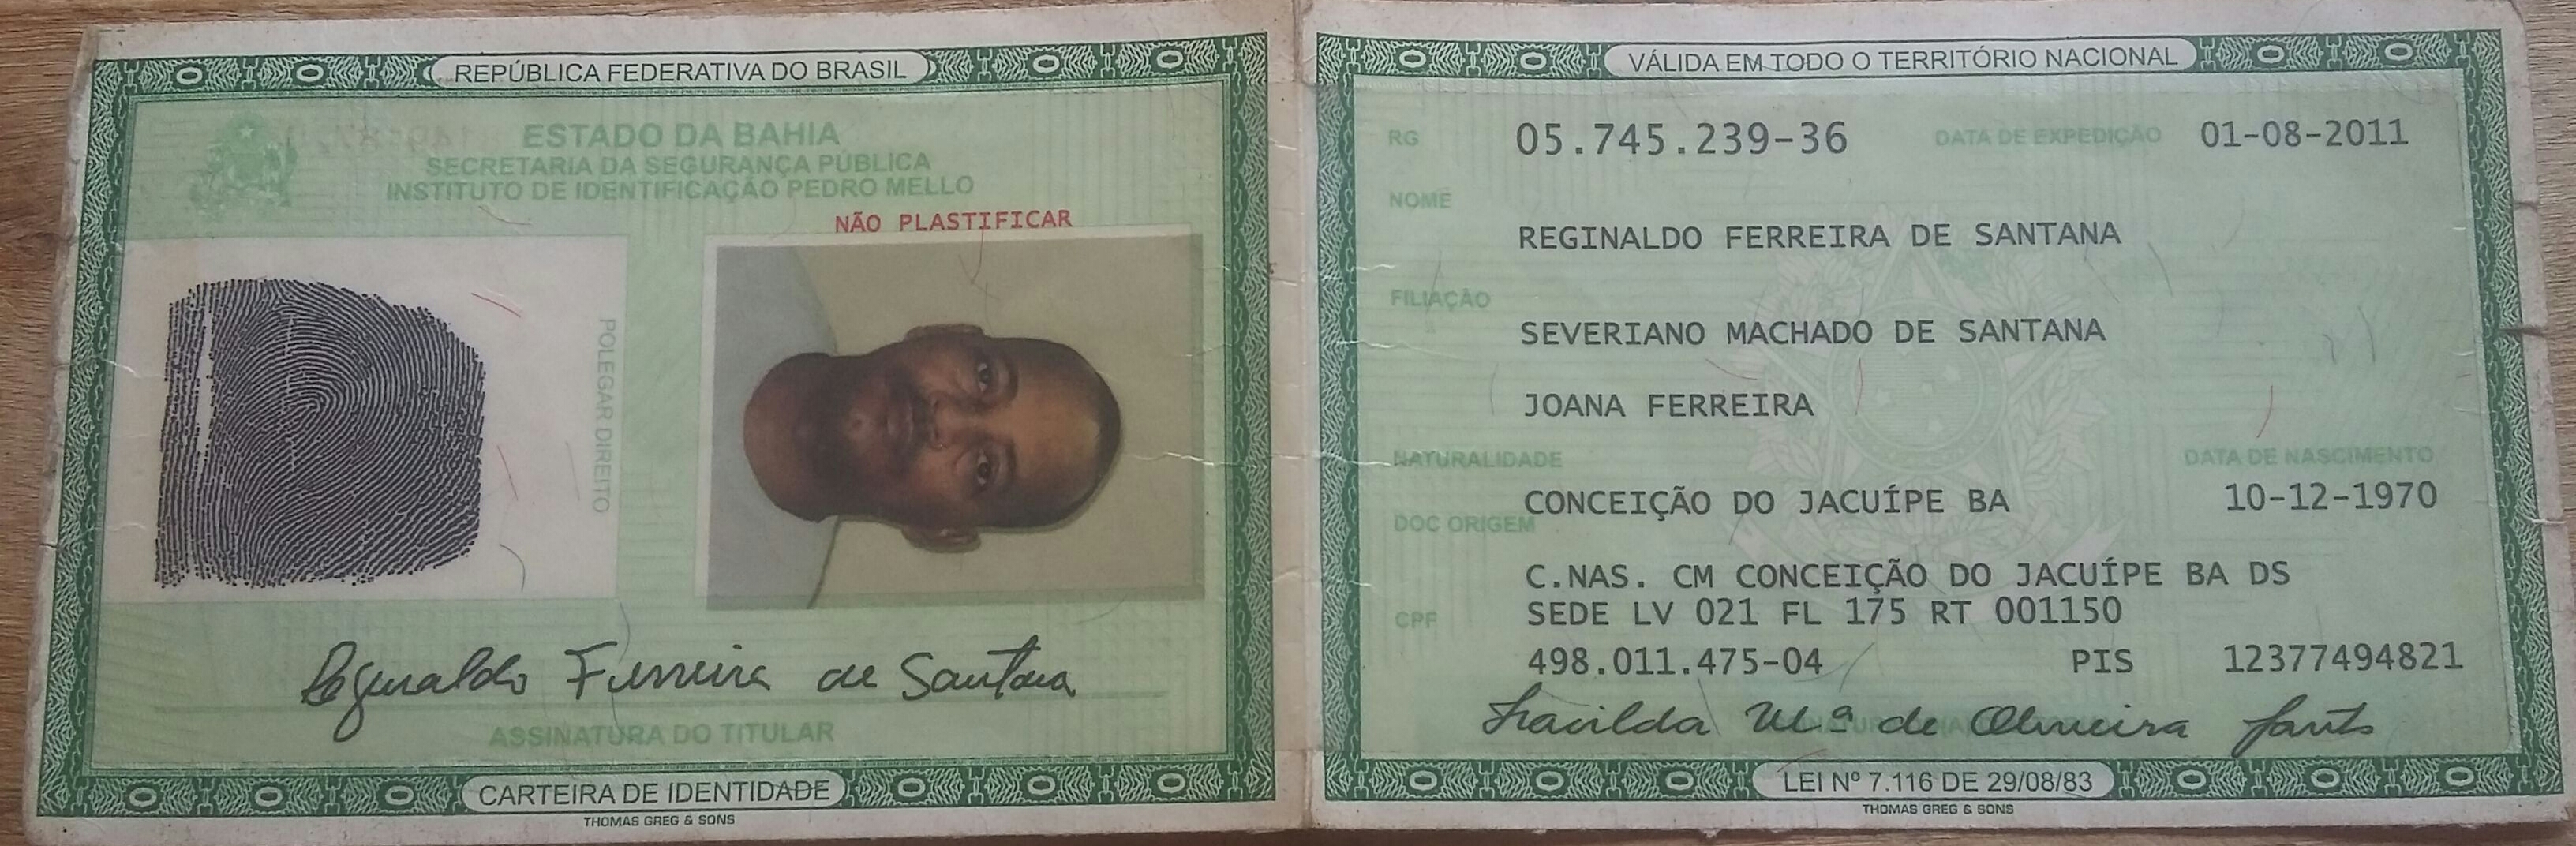 REPÚBLICA FEDERATIVA DO BRASIL
ESTADO DA BAHIA
SECRETARIA DA SEGURANÇA PÚBLICA
INSTITUTO DE IDENTIFICAÇÃO PEDRO MELLO
NÃO PLASTIFICAR
POLEGAR DIREITO
Reginaldo Ferreira de Santana
ASSINATURA DO TITULAR
CARTEIRA DE IDENTIDADE
THOMAS GREG & SONS
VÁLIDA EM TODO O TERRITÓRIO NACIONAL
RG 05.745.239-36 DATA DE EXPEDIÇÃO 01-08-2011
NOME
REGINALDO FERREIRA DE SANTANA
FILIAÇÃO
SEVERIANO MACHADO DE SANTANA
JOANA FERREIRA
NATURALIDADE DATA DE NASCIMENTO
CONCEIÇÃO DO JACUÍPE BA 10-12-1970
DOC ORIGEM
C.NAS. CM CONCEIÇÃO DO JACUÍPE BA DS
CPF SEDE LV 021 FL 175 RT 001150
498.011.475-04 PIS 12377494821
Mª de Oliveira
LEI Nº 7.116 DE 29/08/83
THOMAS GREG & SONS